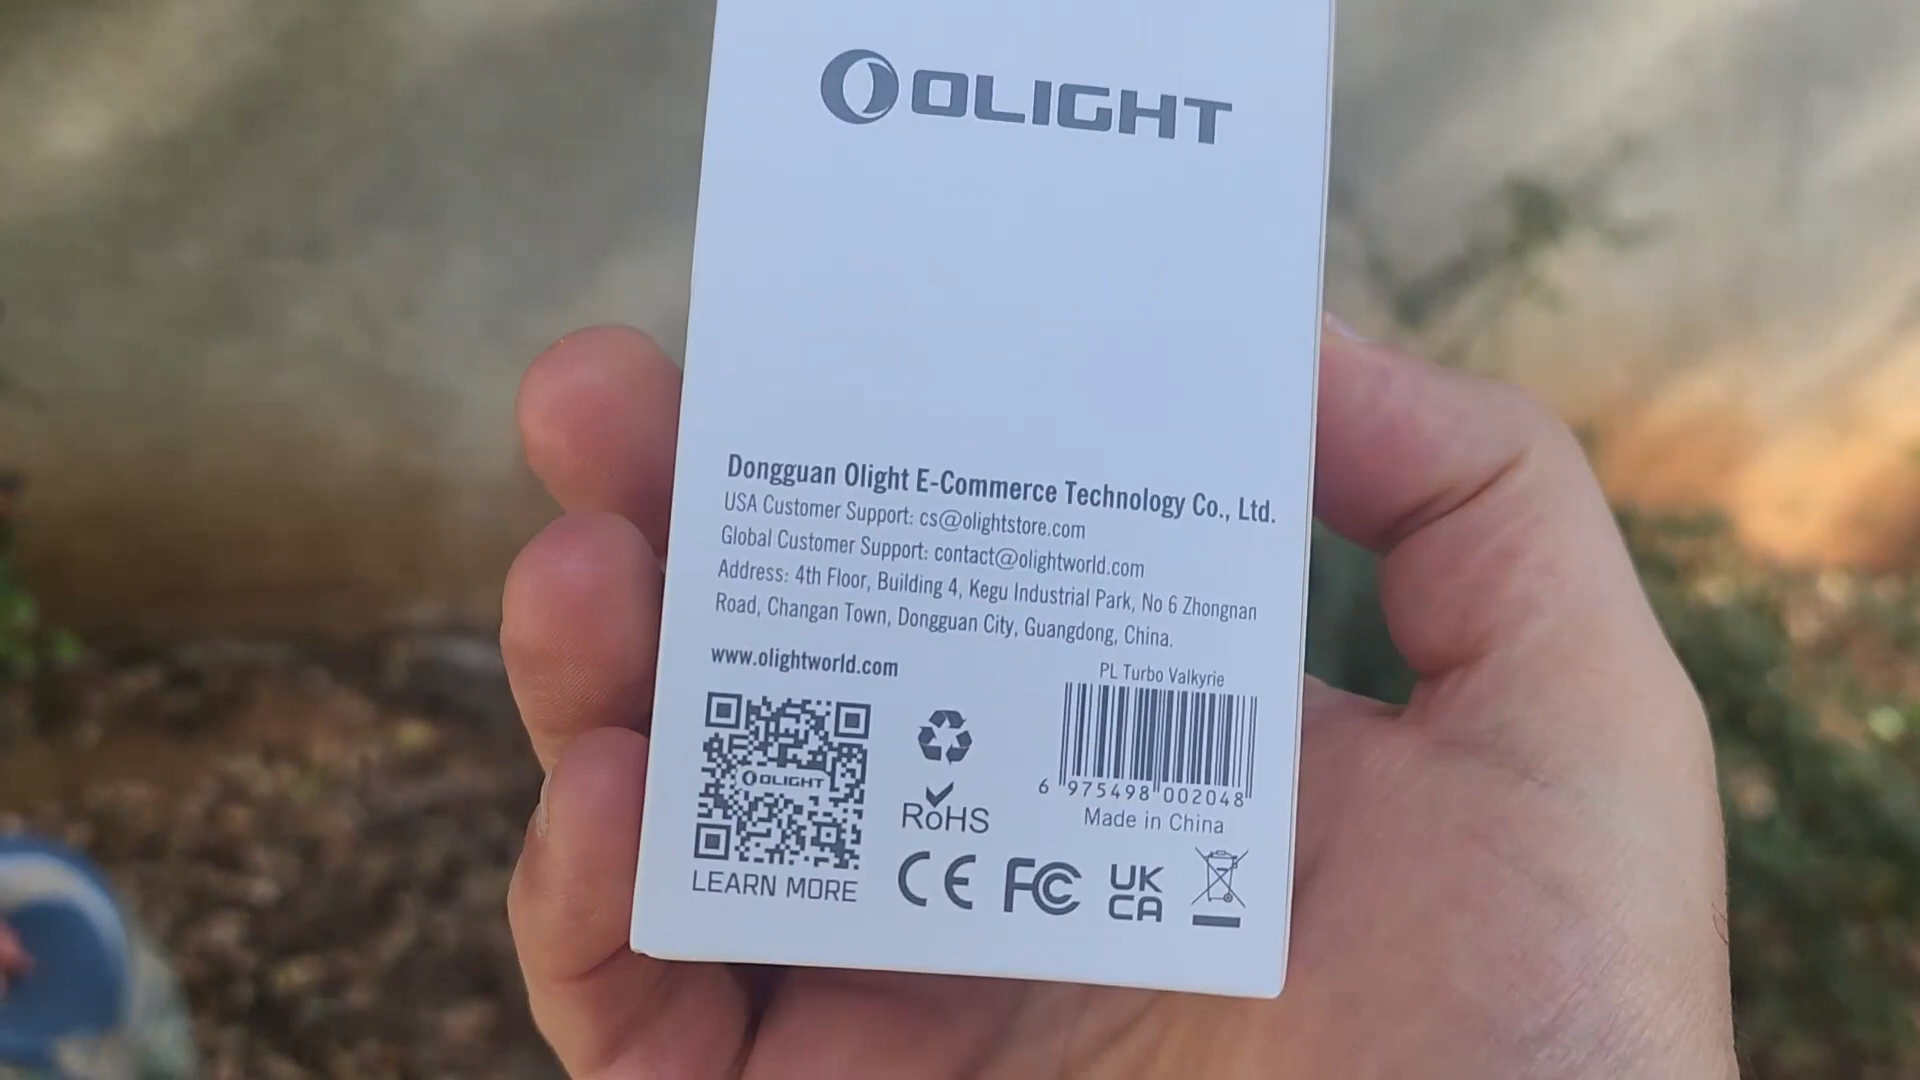 OLIGHT
Dongguan Olight E-Commerce Technology Co., Ltd.
USA Customer Support: cs@olightstore.com
Global Customer Support: contact@olightworld.com
Address: 4th Floor, Building 4, Kegu Industrial Park, No 6 Zhongnan
Road, Changan Town, Dongguan City, Guangdong, China.
www.olightworld.com
PL Turbo Valkyrie
OLIGHT
6 975498 002048
RoHS
Made in China
LEARN MORE
CE FC UK
CA